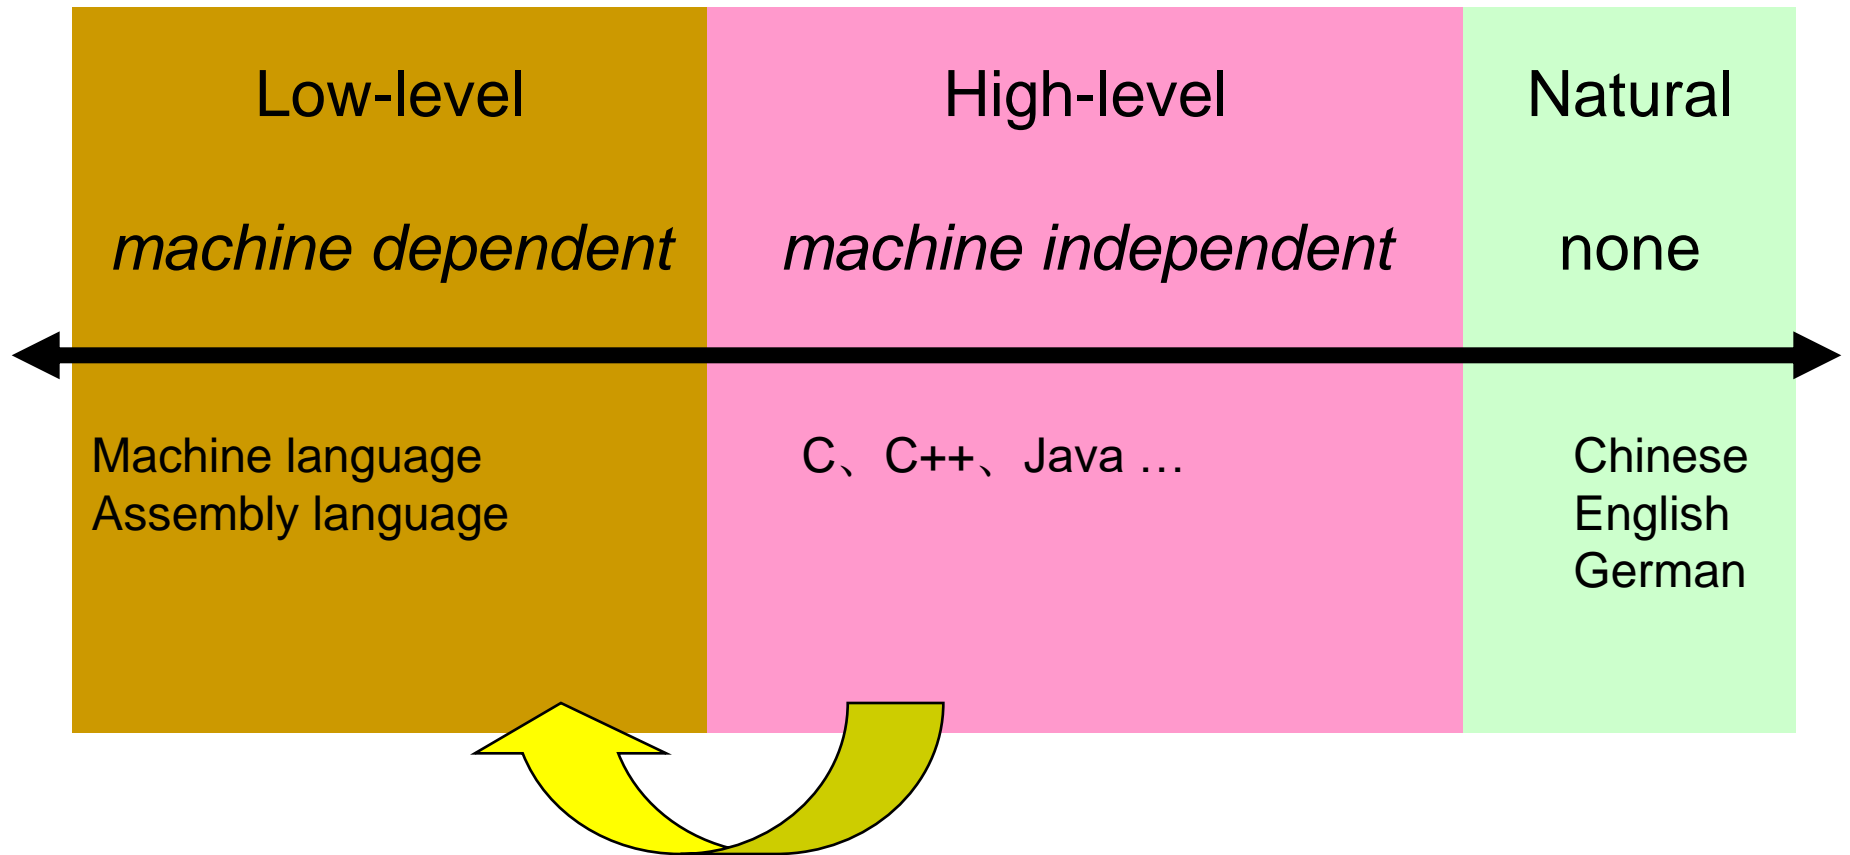 Low-level
High-level
Natural
machine dependent
machine independent
none
Machine language
Assembly language
C、C++、Java …
Chinese
English
German